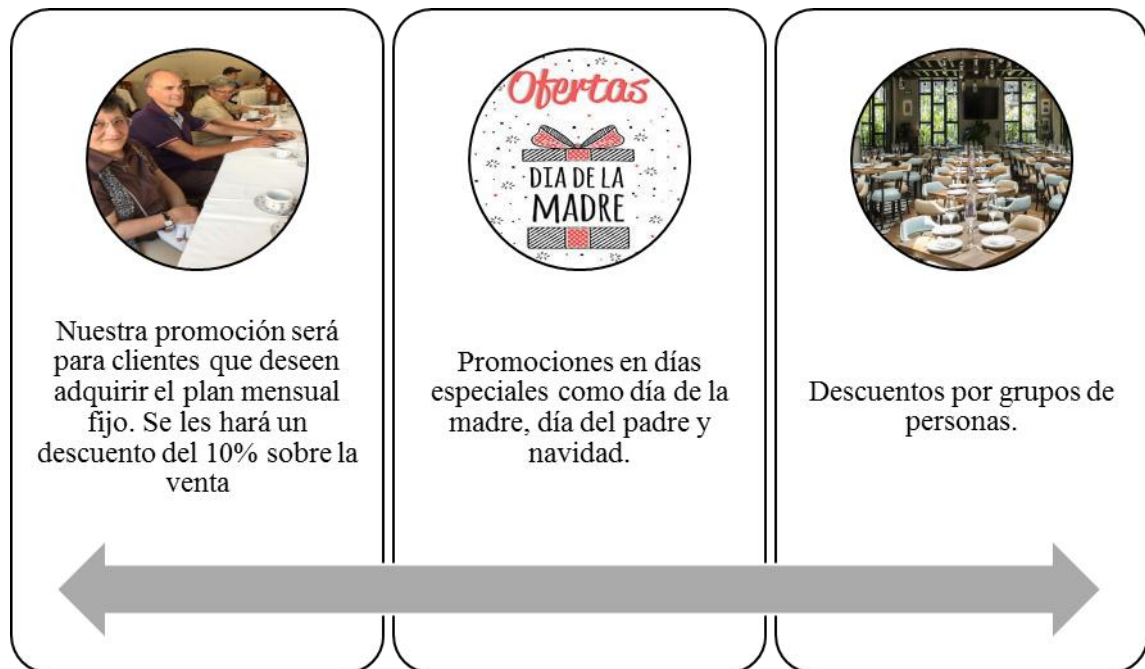 Nuestra promoción será
para clientes que deseen
adquirir el plan mensual
fijo. Se les hará un
descuento del 10% sobre la
venta
Ofertas
DIA DE LA
MADRE
Promociones en días
especiales como día de la
madre, día del padre y
navidad.
Descuentos por grupos de
personas.